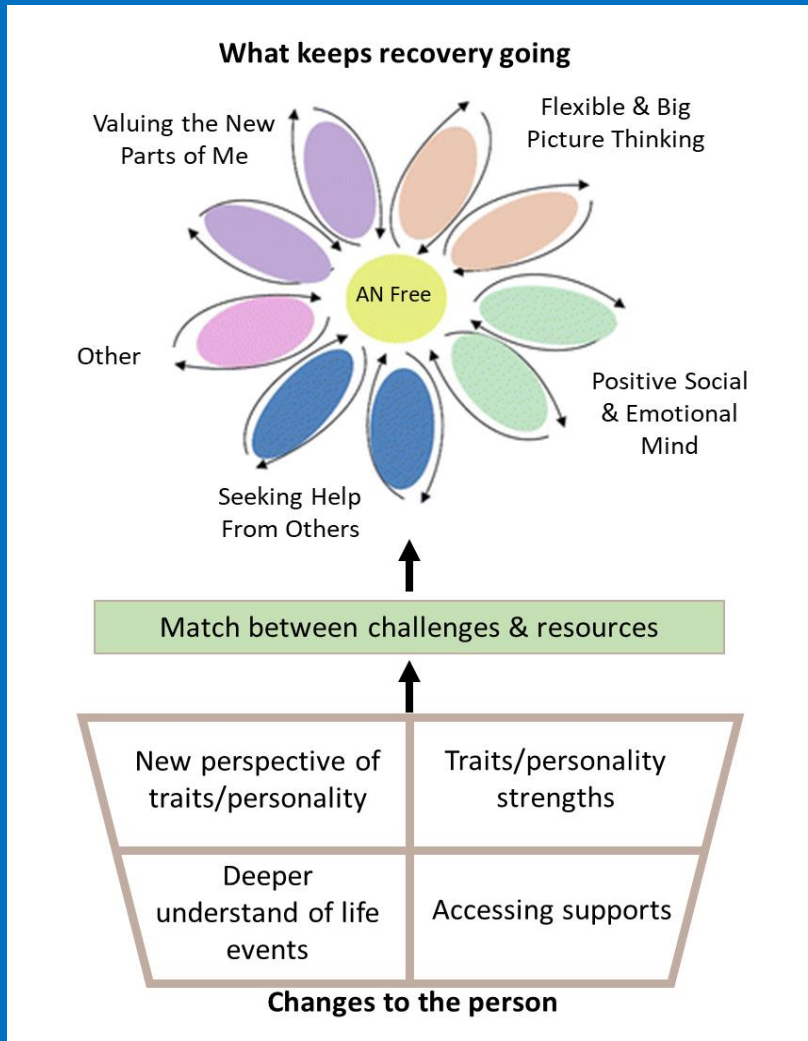 What keeps recovery going
Valuing the New
Parts of Me
Flexible & Big
Picture Thinking
AN Free
Other
Positive Social
& Emotional
Mind
Seeking Help
From Others
Match between challenges & resources
New perspective of
traits/personality
Traits/personality
strengths
Deeper
understand of life
events
Accessing supports
Changes to the person